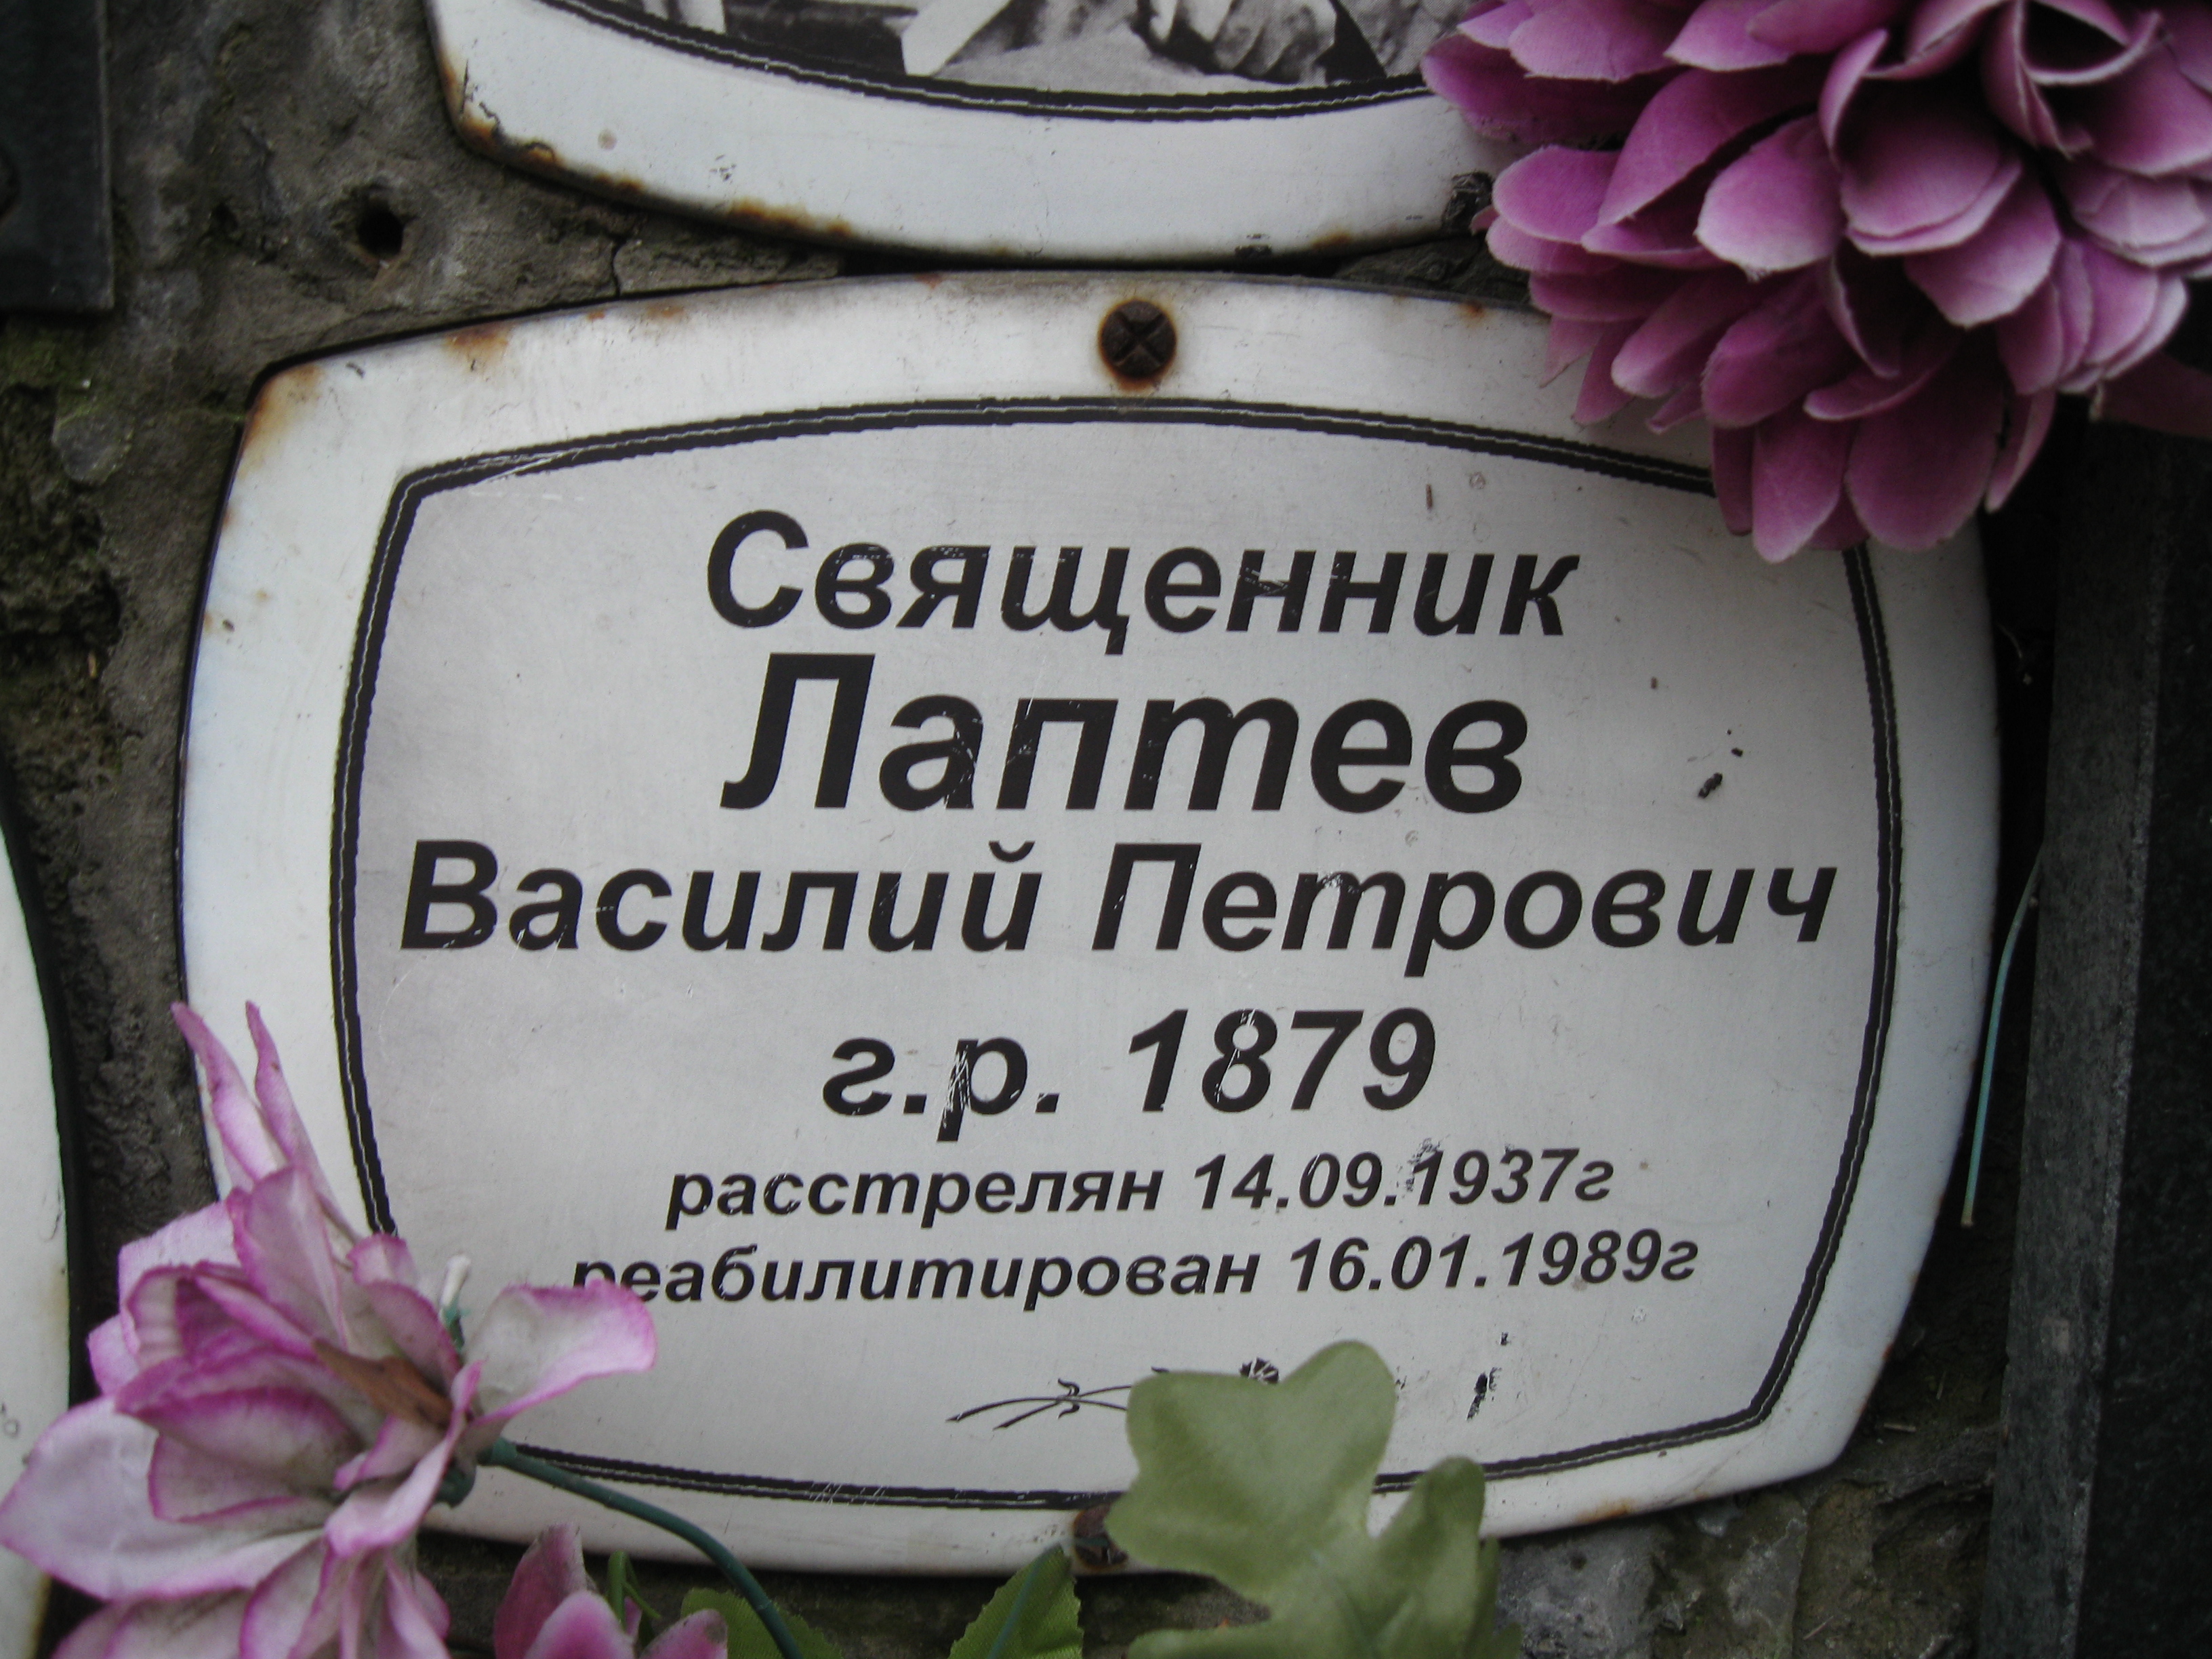 Священник
Лаптев
Василий Петрович
г.р. 1879
расстрелян 14.09.1937г
реабилитирован 16.01.1989г